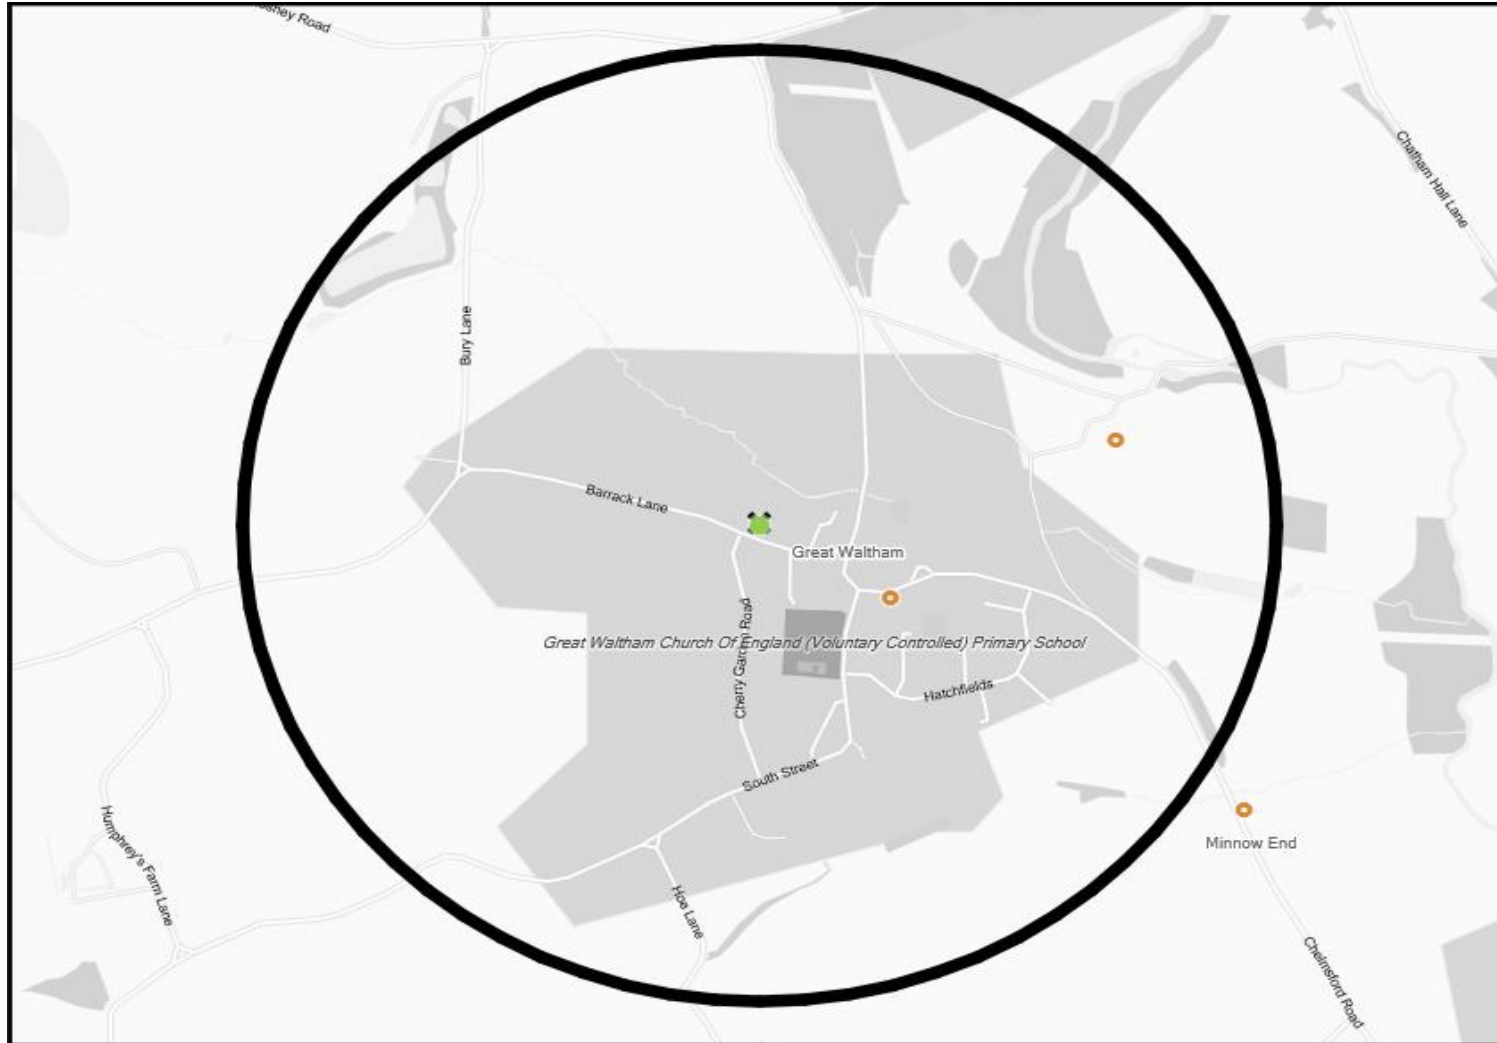 Road
Chatham Hall Lane
Bury Lane
Barrack Lane
Great Waltham
Great Waltham Church Of England (Voluntary Controlled) Primary School
Cherry Garden Road
Hatchfields
South Street
Humphrey's Farm Lane
Hoe Lane
Minnow End
Chelmsford Road